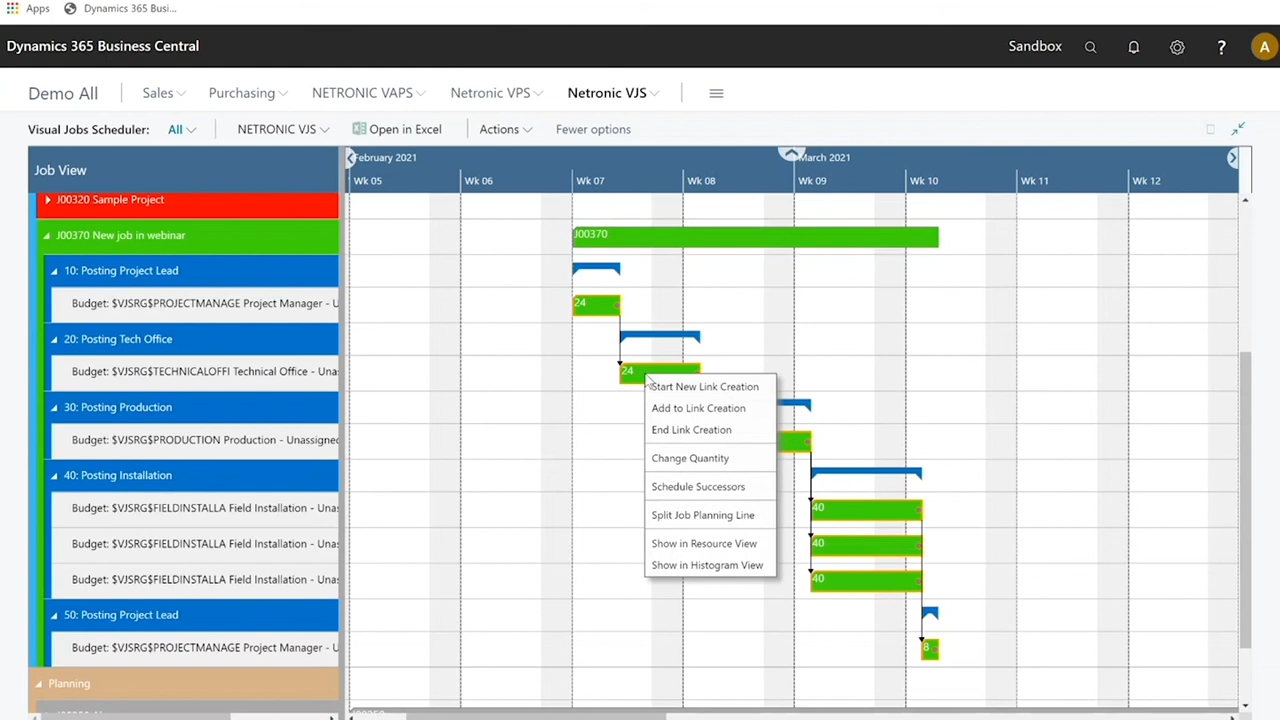 Apps Dynamics 365 Busi...
Dynamics 365 Business Central
Sandbox ? A
Demo All Sales Purchasing NETRONIC VAPS Netronic VPS Netronic VJS
Visual Jobs Scheduler: All NETRONIC VJS Open in Excel Actions Fewer options
Job View
February 2021 March 2021
Wk 05 Wk 06 Wk 07 Wk 08 Wk 09 Wk 10 Wk 11 Wk 12
J00320 Sample Project
J00370 New job in webinar
J00370
10: Posting Project Lead
Budget: $VJSRG$PROJECTMANAGE Project Manager - U
24
20: Posting Tech Office
Budget: $VJSRG$TECHNICALOFFI Technical Office - Una
24
Start New Link Creation
Add to Link Creation
End Link Creation
Change Quantity
Schedule Successors
Split Job Planning Line
Show in Resource View
Show in Histogram View
30: Posting Production
Budget: $VJSRG$PRODUCTION Production - Unassigne
40: Posting Installation
Budget: $VJSRG$FIELDINSTALLA Field Installation - Una
40
Budget: $VJSRG$FIELDINSTALLA Field Installation - Una
40
Budget: $VJSRG$FIELDINSTALLA Field Installation - Una
40
50: Posting Project Lead
Budget: $VJSRG$PROJECTMANAGE Project Manager - U
8
Planning